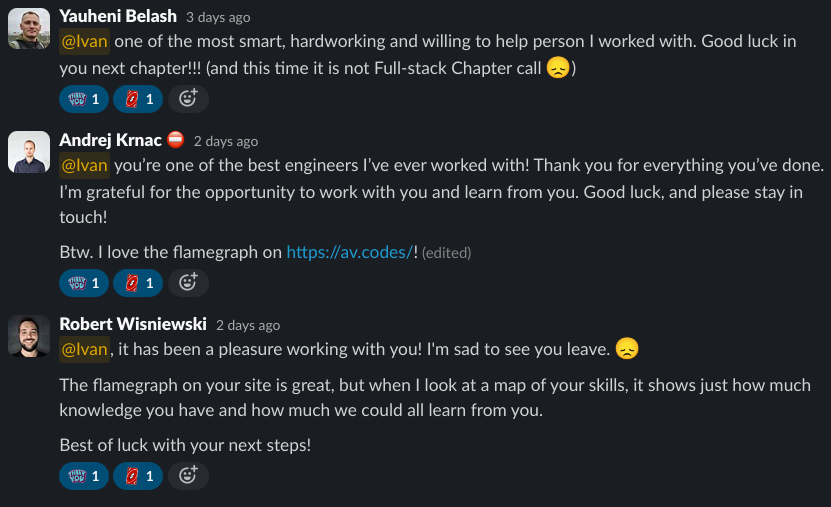 Yauheni Belash 3 days ago
@Ivan one of the most smart, hardworking and willing to help person I worked with. Good luck in
you next chapter!!! (and this time it is not Full-stack Chapter call 😞)
1 1
Andrej Krnac ⛔ 2 days ago
@Ivan you’re one of the best engineers I’ve ever worked with! Thank you for everything you’ve done.
I’m grateful for the opportunity to work with you and learn from you. Good luck, and please stay in
touch!
Btw. I love the flamegraph on https://av.codes/! (edited)
1 1
Robert Wisniewski 2 days ago
@Ivan, it has been a pleasure working with you! I'm sad to see you leave. 😞
The flamegraph on your site is great, but when I look at a map of your skills, it shows just how much
knowledge you have and how much we could all learn from you.
Best of luck with your next steps!
1 1